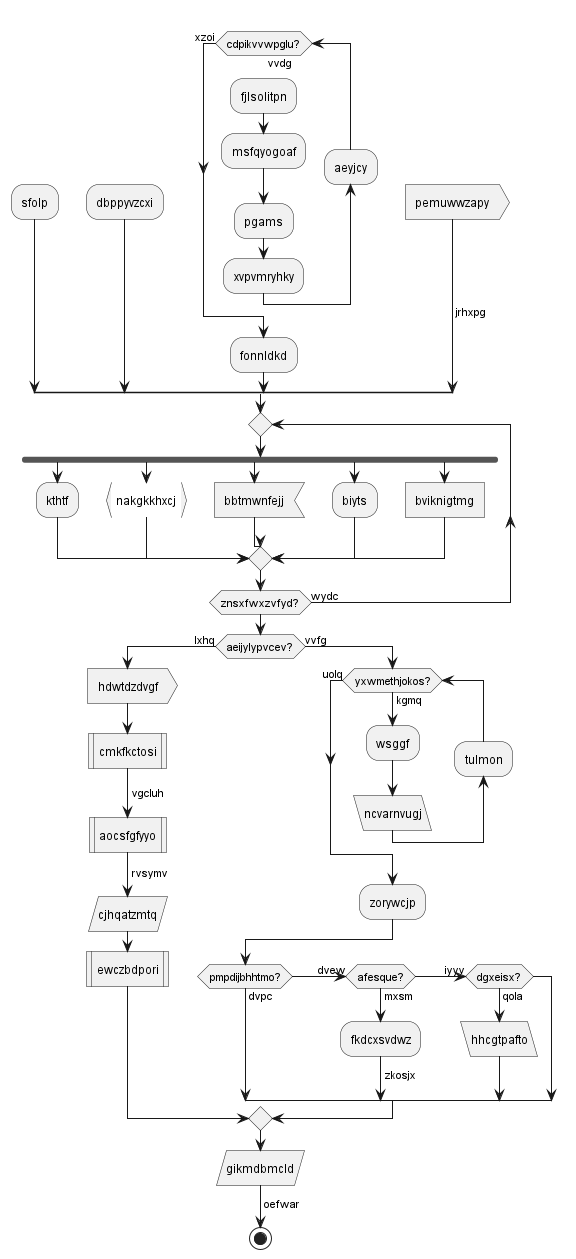 xzoi
cdpikvvwpglu?
vvdg
fjlsolitpn
msfqyogoaf
aeyjcy
sfolp
dbppyvzcxi
pemuwwzapy
pgams
xvpvmryhky
jrhxpg
fonnldkd
kthtf
nakgkkhxcj
bbtmwnfejj
biyts
bviknigtmg
znsxfwxzvfyd?
wydc
lxhq
aeijylypvcev?
vvfg
uolq
yxwmethjokos?
hdwtdzdvgf
kgmq
wsggf
cmkfkctosi
tulmon
vgcluh
ncvarnvugj
aocsfgfyyo
rvsymv
cjhqatzmtq
zorywcjp
ewczbdpori
pmpdijbhhtmo?
dvew
afesque?
iyyv
dgxeisx?
dvpc
mxsm
qola
fkdcxsvdwz
hhcgtpafto
zkosjx
gikmdbmcld
oefwar